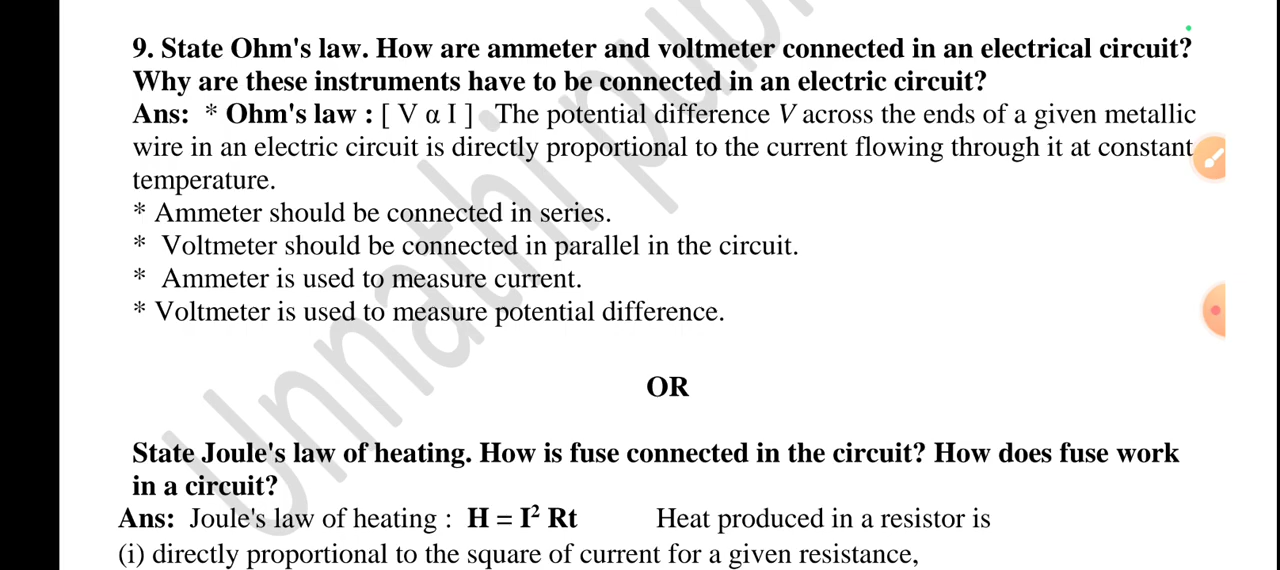 9. State Ohm's law. How are ammeter and voltmeter connected in an electrical circuit?
Why are these instruments have to be connected in an electric circuit?
Ans: * Ohm's law : [ V α I ] The potential difference V across the ends of a given metallic
wire in an electric circuit is directly proportional to the current flowing through it at constant
temperature.
* Ammeter should be connected in series.
* Voltmeter should be connected in parallel in the circuit.
* Ammeter is used to measure current.
* Voltmeter is used to measure potential difference.
OR
State Joule's law of heating. How is fuse connected in the circuit? How does fuse work
in a circuit?
Ans: Joule's law of heating : H = I² Rt Heat produced in a resistor is
(i) directly proportional to the square of current for a given resistance,
Unnathi